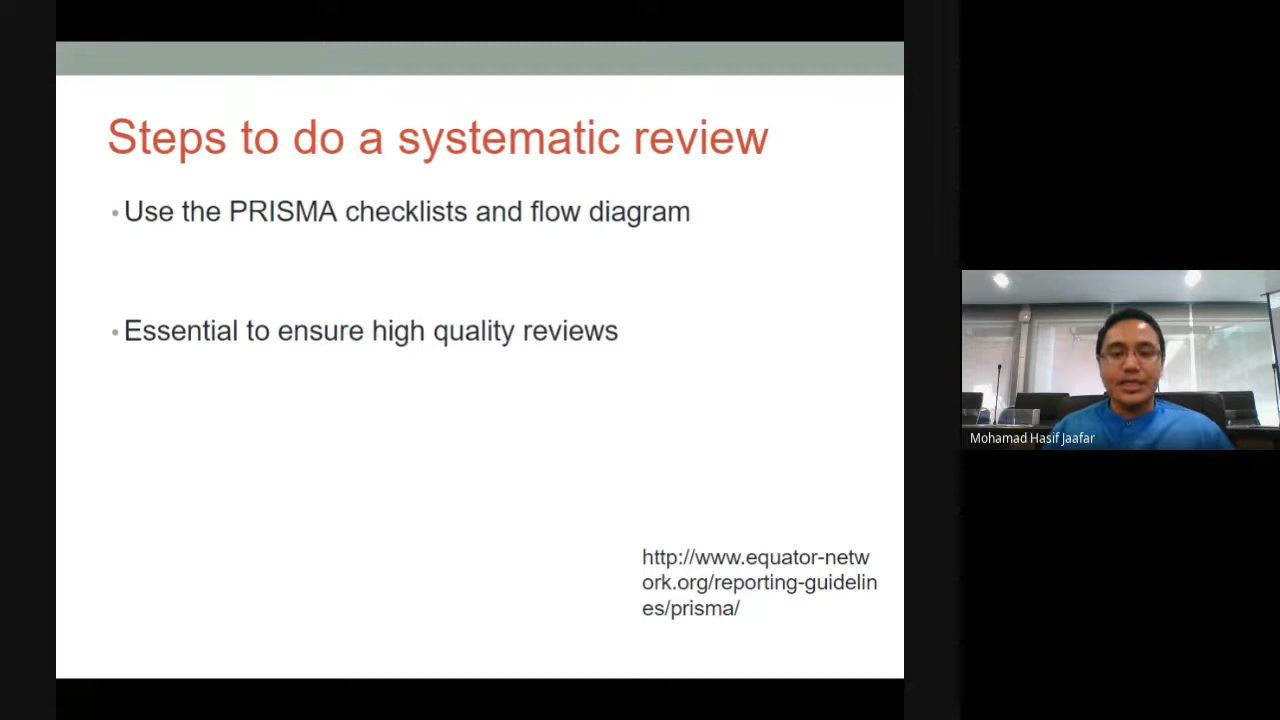 Steps to do a systematic review
• Use the PRISMA checklists and flow diagram
• Essential to ensure high quality reviews
http://www.equator-netw
ork.org/reporting-guidelin
es/prisma/
Mohamad Hasif Jaafar